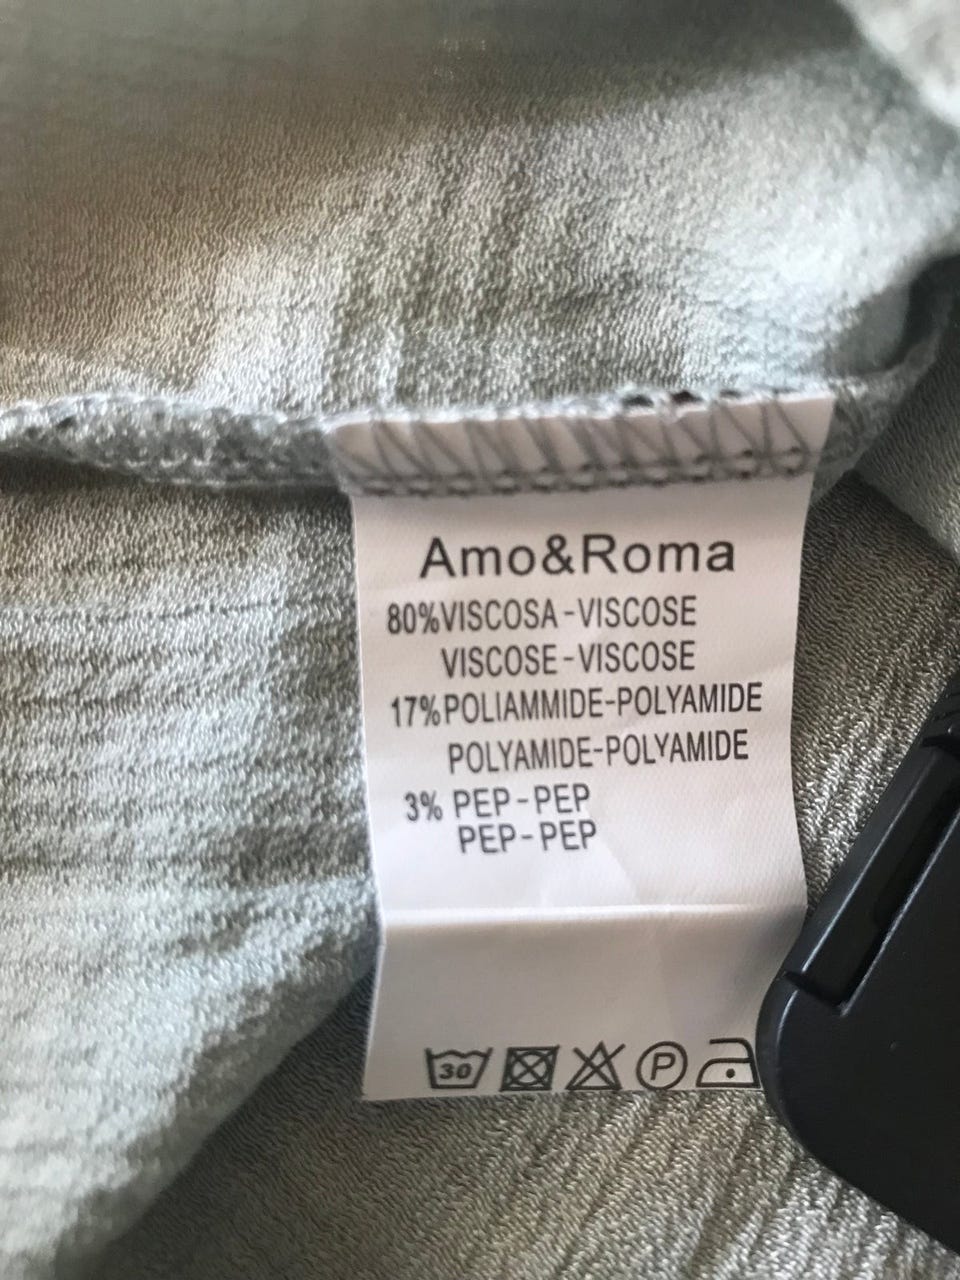 Amo&Roma
80%VISCOSA-VISCOSE
VISCOSE-VISCOSE
17%POLIAMMIDE-POLYAMIDE
POLYAMIDE-POLYAMIDE
3% PEP-PEP
PEP-PEP
30 P